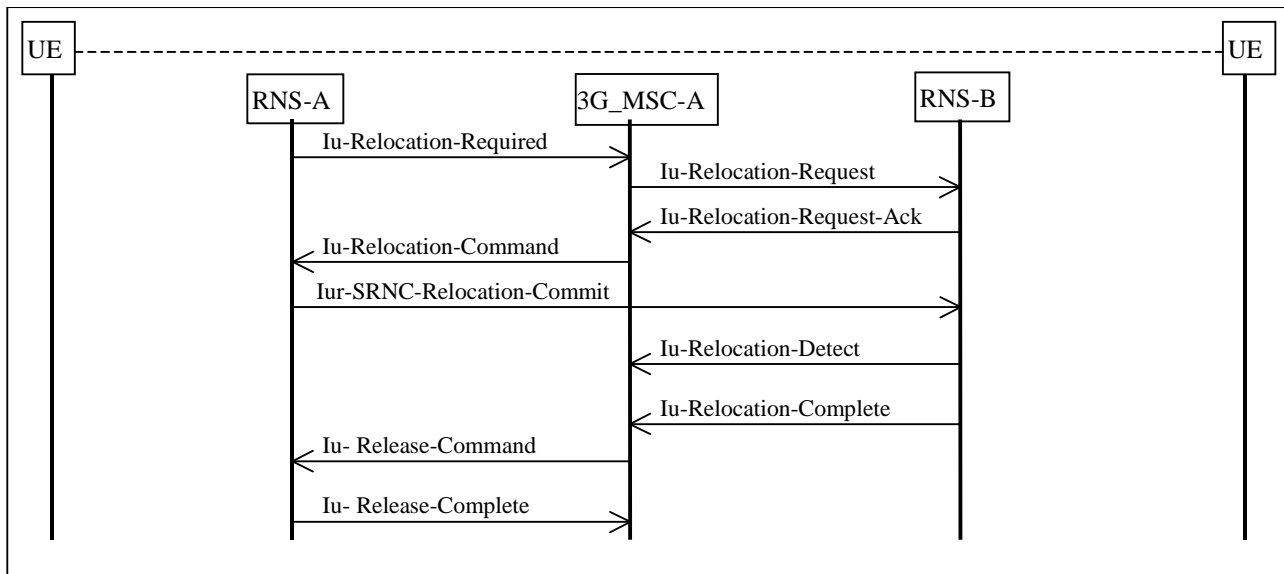 UE
UE
RNS-A
3G_MSC-A
RNS-B
Iu-Relocation-Required
Iu-Relocation-Request
Iu-Relocation-Request-Ack
Iu-Relocation-Command
Iur-SRNC-Relocation-Commit
Iu-Relocation-Detect
Iu-Relocation-Complete
Iu- Release-Command
Iu- Release-Complete